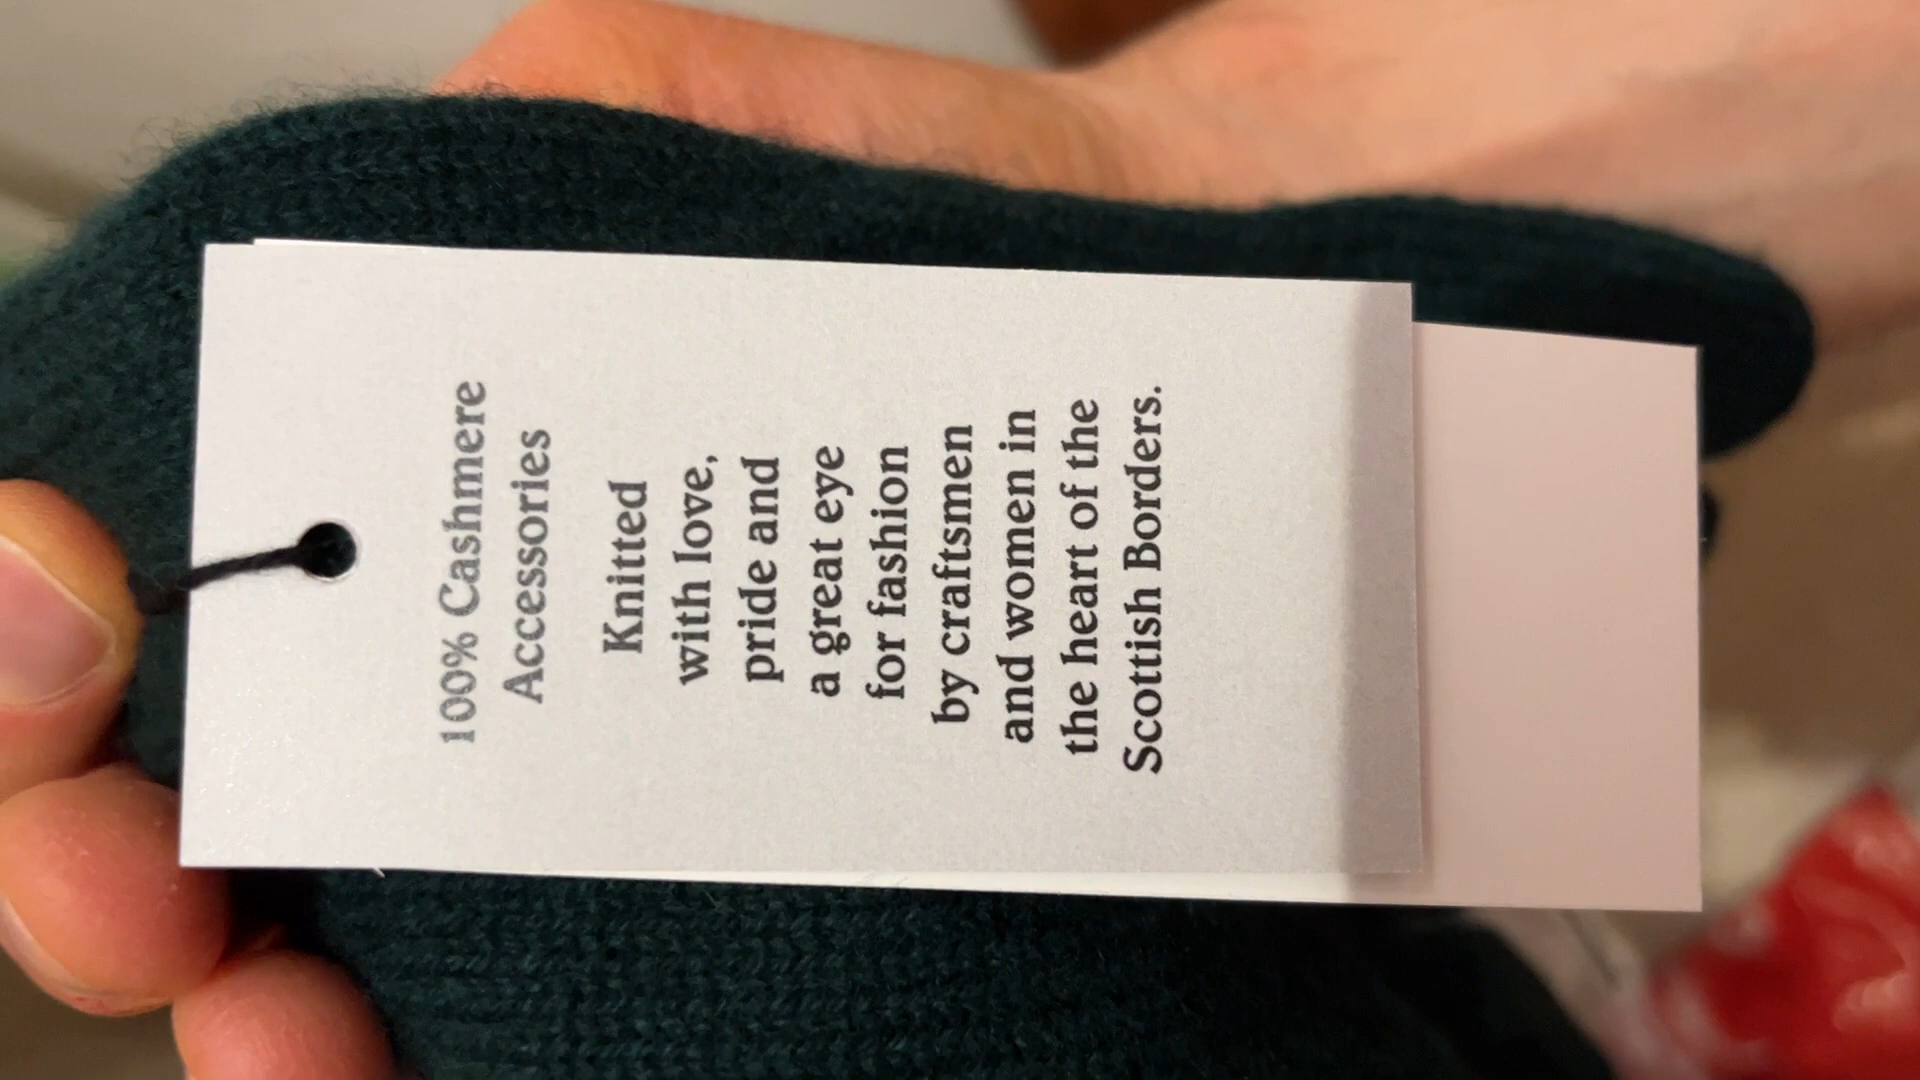 100% Cashmere
Accessories
Knitted
with love,
pride and
a great eye
for fashion
by craftsmen
and women in
the heart of the
Scottish Borders.